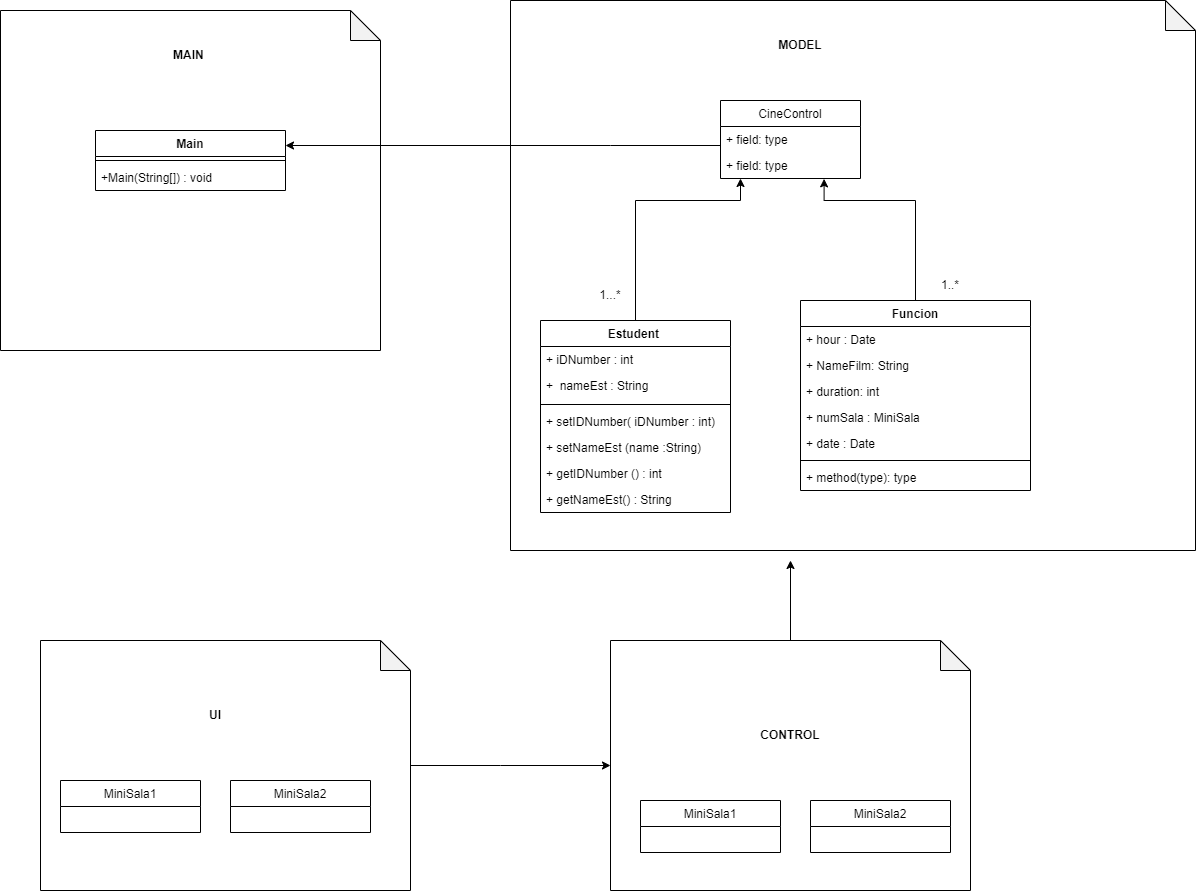 MAIN
Main
+Main(String[]) : void
MODEL
CineControl
+ field: type
+ field: type
1...*
1..*
Estudent
+ iDNumber : int
+  nameEst : String
+ setIDNumber( iDNumber : int)
+ setNameEst (name :String)
+ getIDNumber () : int
+ getNameEst() : String
Funcion
+ hour : Date
+ NameFilm: String
+ duration: int
+ numSala : MiniSala
+ date : Date
+ method(type): type
UI
MiniSala1
MiniSala2
CONTROL
MiniSala1
MiniSala2